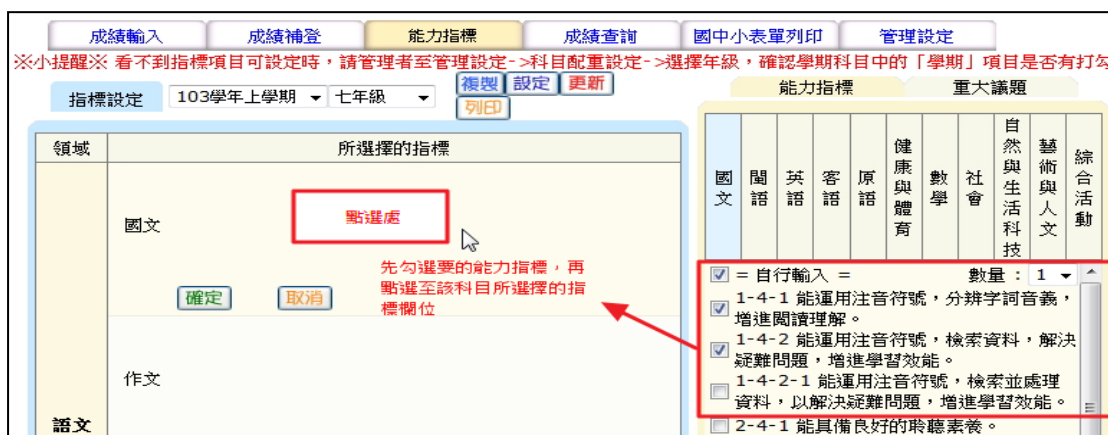 成績輸入 成績補登 能力指標 成績查詢 國中小表單列印 管理設定
※小提醒※ 看不到指標項目可設定時,請管理者至管理設定->科目配重設定->選擇年級,確認學期科目中的「學期」項目是否有打勾
指標設定 103學年上學期 七年級 複製 設定 更新
列印
能力指標 重大議題
領域 所選擇的指標
國文 閩語 英語 客語 原語 健康與體育 數學 社會 自然與生活科技 藝術與人文 綜合活動
國文 點選處
先勾選要的能力指標,再
點選至該科目所選擇的指
標欄位
確定 取消
= 自行輸入 = 數量:1
1-4-1 能運用注音符號,分辨字詞音義,
增進閱讀理解。
1-4-2 能運用注音符號,檢索資料,解決
疑難問題,增進學習效能。
1-4-2-1 能運用注音符號,檢索並處理
資料,以解決疑難問題,增進學習效能。
2-4-1 能具備良好的聆聽素養。
作文
語文